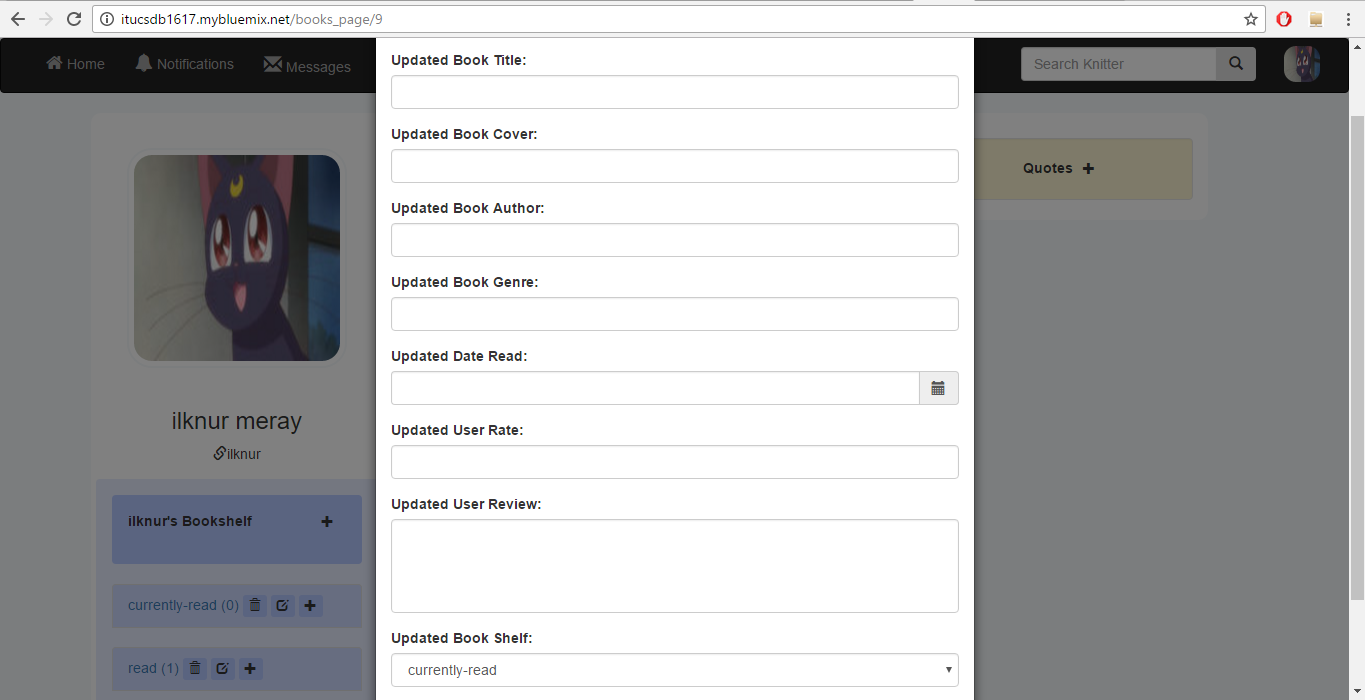 itucsdb1617.mybluemix.net/books_page/9
Home
Notifications
Messages
Search Knitter
ilknur meray
ilknur
ilknur's Bookshelf
currently-read (0)
read (1)
Updated Book Title:
Updated Book Cover:
Updated Book Author:
Updated Book Genre:
Updated Date Read:
Updated User Rate:
Updated User Review:
Updated Book Shelf:
currently-read
Quotes